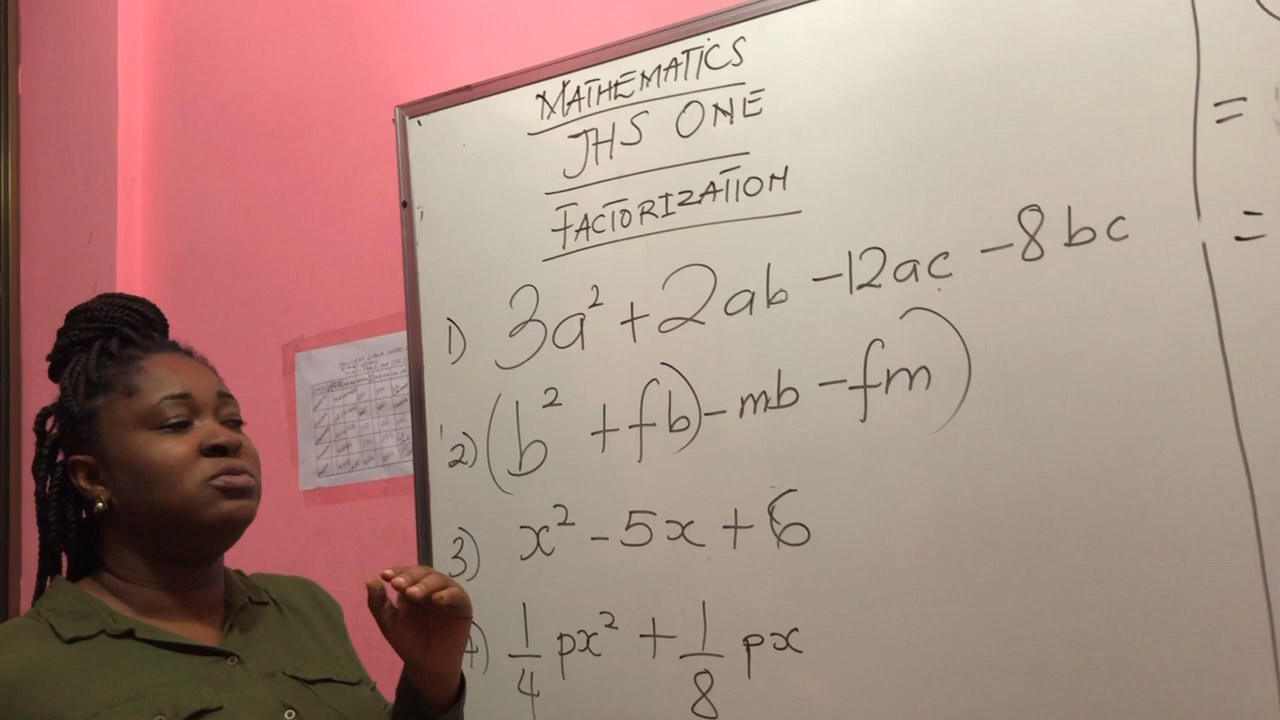 MATHEMATICS
JHS ONE
FACTORIZATION
1) 3a² + 2ab - 12ac - 8bc
2) (b² + fb) - mb - fm)
3) x² - 5x + 6
4) 1/4 px² + 1/8 px
=
=